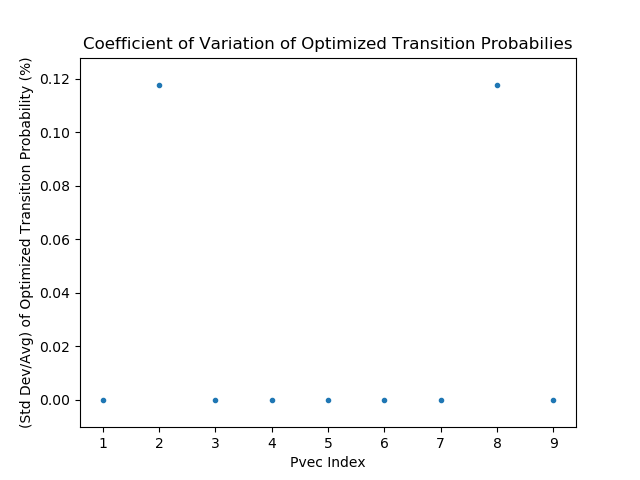 Coefficient of Variation of Optimized Transition Probabilies
(Std Dev/Avg) of Optimized Transition Probability (%)
0.12
0.10
0.08
0.06
0.04
0.02
0.00
1 2 3 4 5 6 7 8 9
Pvec Index